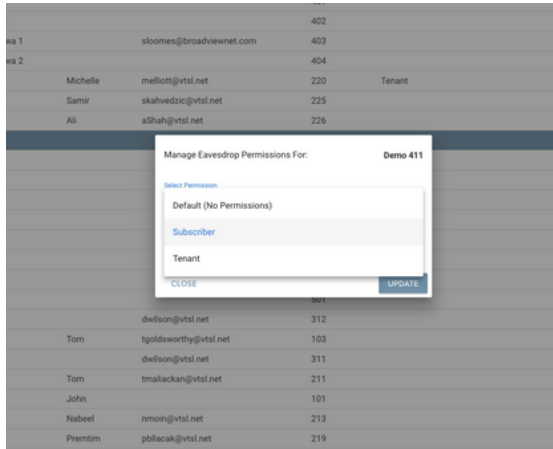 402
wa 1 sloomes@broadviewnet.com 403
wa 2 404
Michelle melliott@vtsl.net 220 Tenant
Samir skahvedzic@vtsl.net 225
Ali aShah@vtsl.net 226
Manage Eavesdrop Permissions For: Demo 411
Select Permission
Default (No Permissions)
Subscriber
Tenant
CLOSE UPDATE
501
dwilson@vtsl.net 312
Tom tgoldsworthy@vtsl.net 103
dwilson@vtsl.net 311
Tom tmaliackan@vtsl.net 211
John 101
Nabeel nmoin@vtsl.net 213
Premtim pbllacak@vtsl.net 219